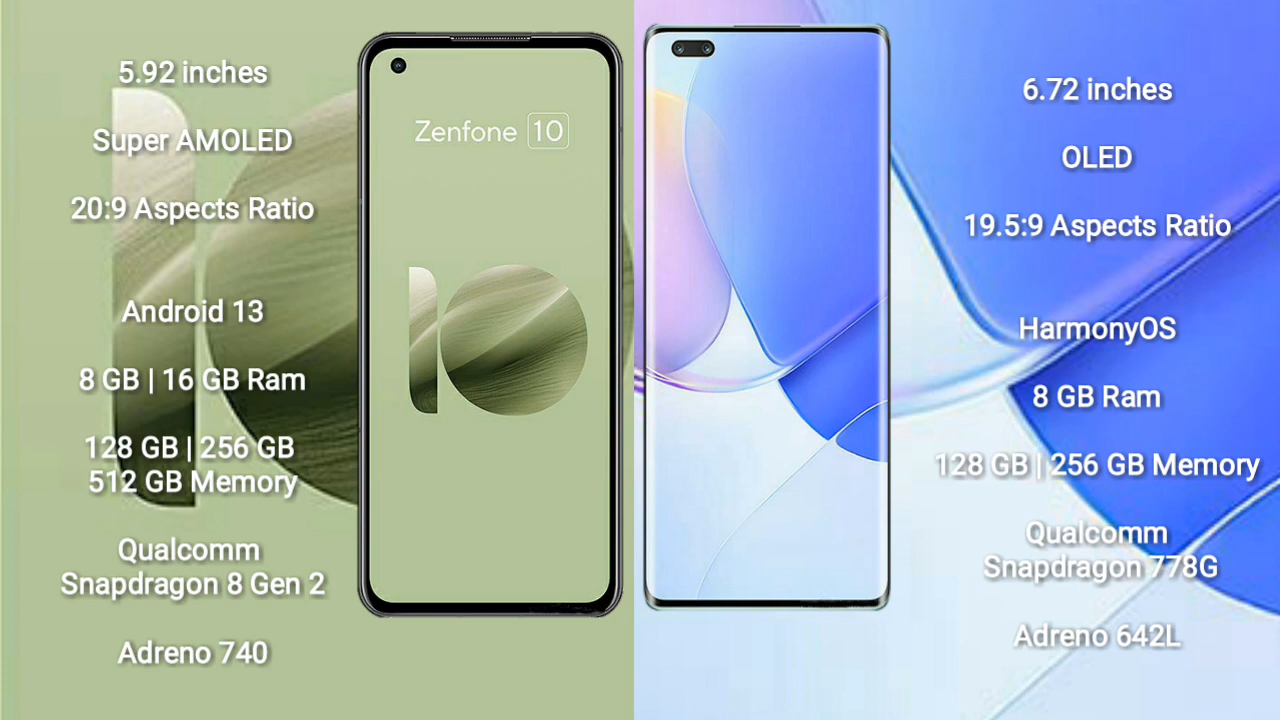 5.92 inches
Super AMOLED
20:9 Aspects Ratio
Android 13
8 GB | 16 GB Ram
128 GB | 256 GB
512 GB Memory
Qualcomm
Snapdragon 8 Gen 2
Adreno 740
Zenfone 10
10
6.72 inches
OLED
19.5:9 Aspects Ratio
HarmonyOS
8 GB Ram
128 GB | 256 GB Memory
Qualcomm
Snapdragon 778G
Adreno 642L